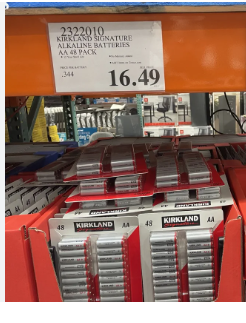 2322010
KIRKLAND SIGNATURE
ALKALINE BATTERIES
AA 48 PACK
.344
16.49
48 KIRKLAND AA
48 KIRKLAND AA